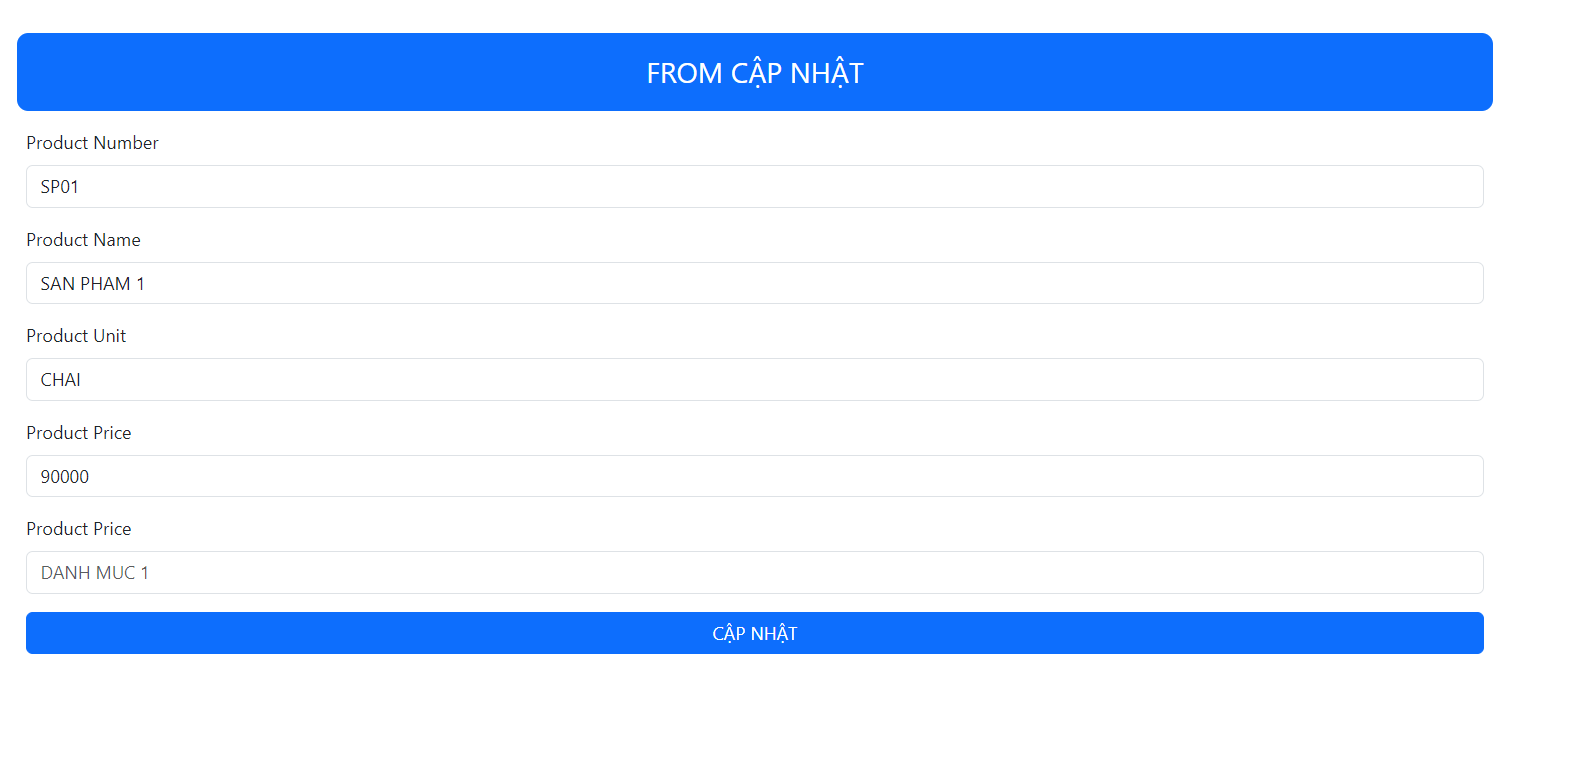 FROM CẬP NHẬT
Product Number
SP01
Product Name
SAN PHAM 1
Product Unit
CHAI
Product Price
90000
Product Price
DANH MUC 1
CẬP NHẬT